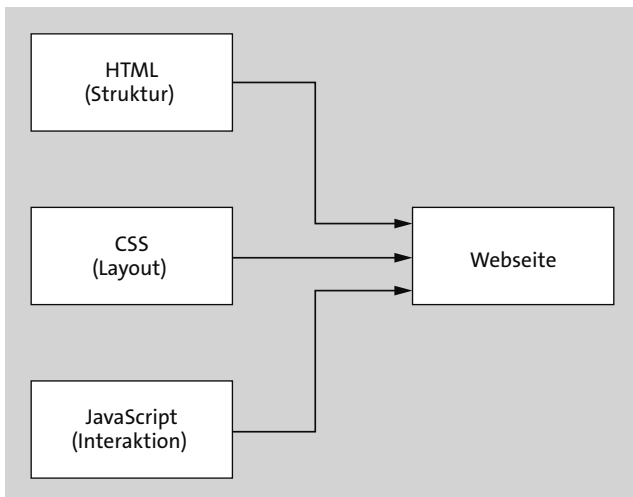 HTML
(Struktur)
CSS
(Layout)
Webseite
JavaScript
(Interaktion)